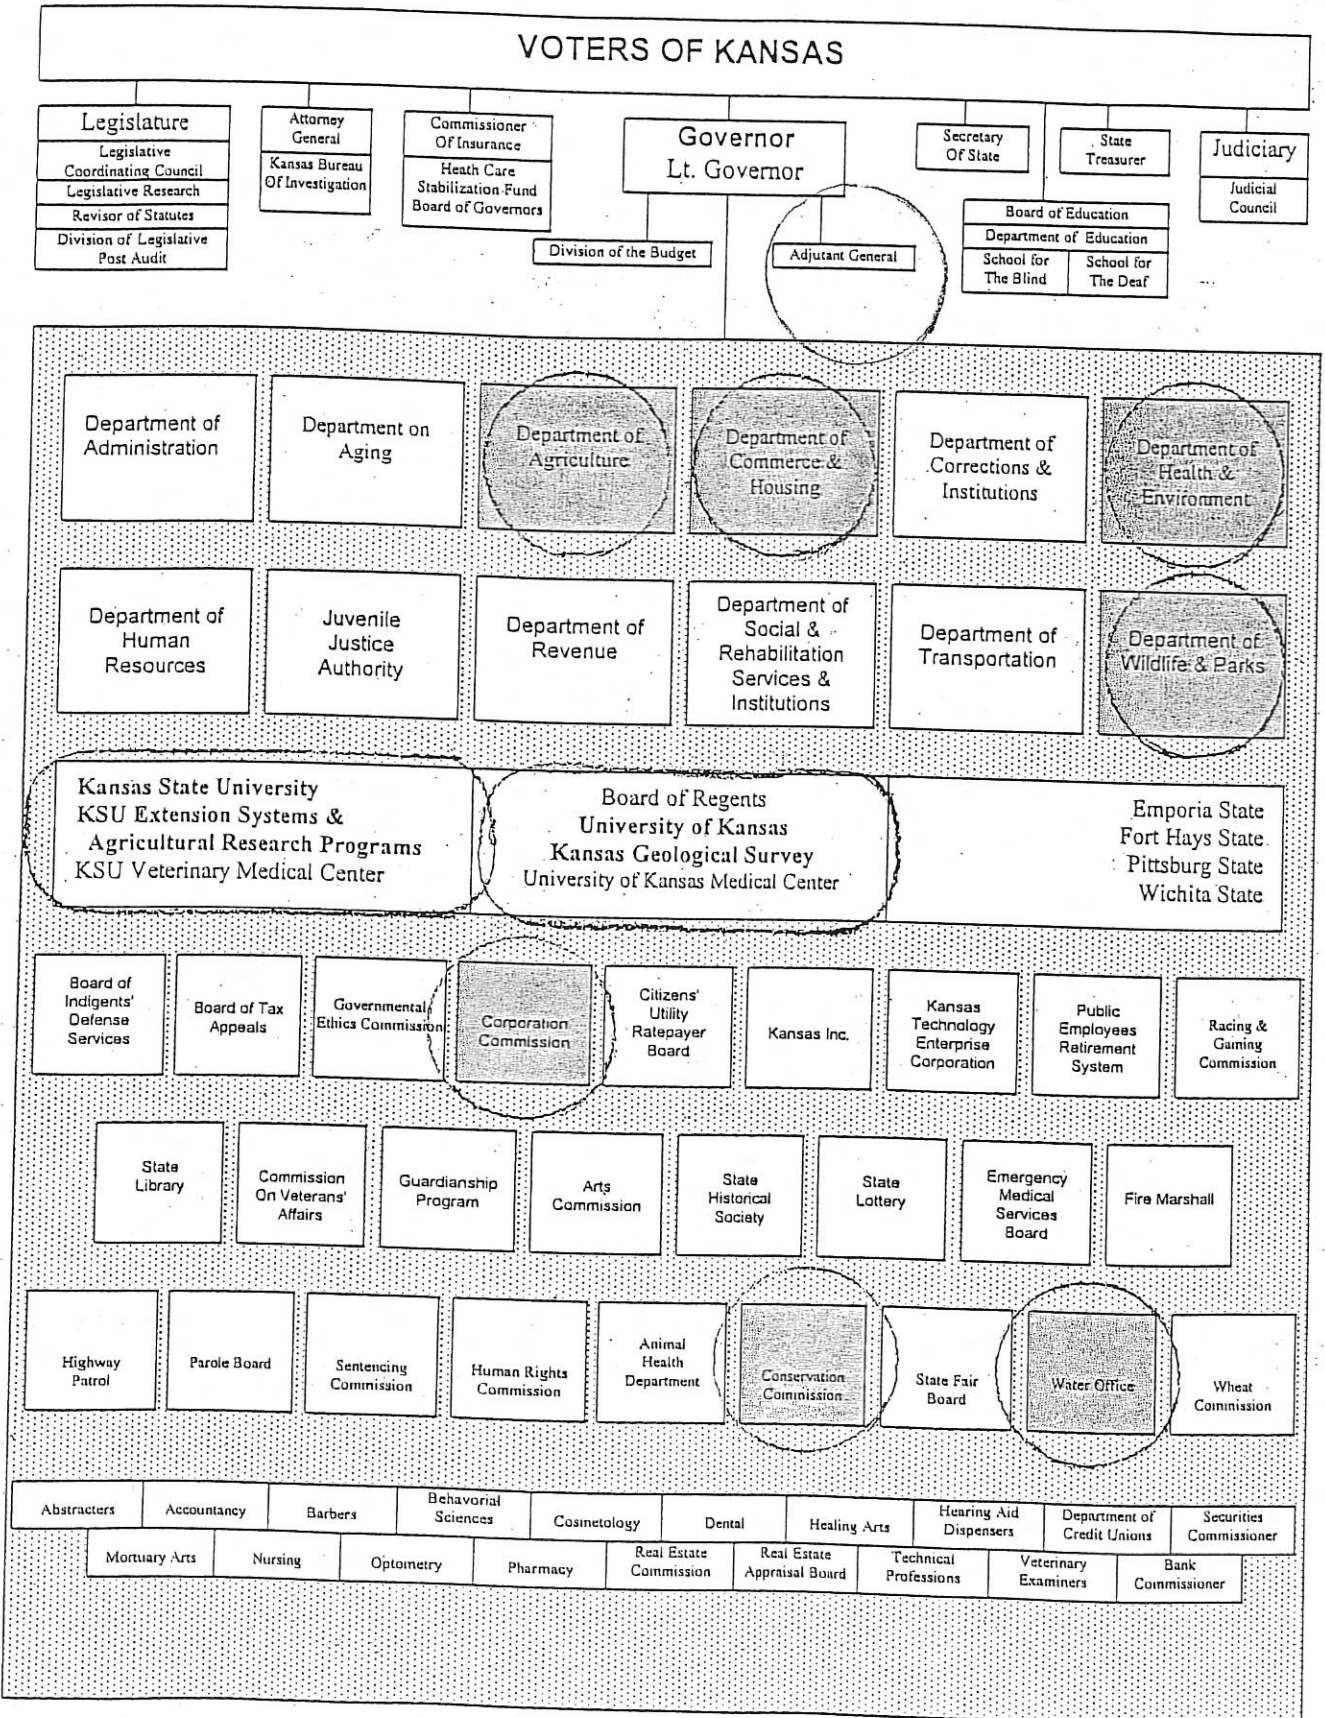 VOTERS OF KANSAS
Legislature
Legislative
Coordinating Council
Legislative Research
Revisor of Statutes
Division of Legislative
Post Audit
Attorney
General
Kansas Bureau
Of Investigation
Commissioner
Of Insurance
Heath Care
Stabilization Fund
Board of Governors
Governor
Lt. Governor
Division of the Budget
Adjutant General
Secretary
Of State
State
Treasurer
Board of Education
Department of Education
School for
The Blind
School for
The Deaf
Judiciary
Judicial
Council
Department of
Administration
Department on
Aging
Department of
Agriculture
Department of
Commerce &
Housing
Department of
Corrections &
Institutions
Department of
Health &
Environment
Department of
Human
Resources
Juvenile
Justice
Authority
Department of
Revenue
Department of
Social &
Rehabilitation
Services &
Institutions
Department of
Transportation
Department of
Wildlife & Parks
Kansas State University
KSU Extension Systems &
Agricultural Research Programs
KSU Veterinary Medical Center
Board of Regents
University of Kansas
Kansas Geological Survey
University of Kansas Medical Center
Emporia State
Fort Hays State
Pittsburg State
Wichita State
Board of
Indigents'
Defense
Services
Board of Tax
Appeals
Governmental
Ethics Commission
Corporation
Commission
Citizens'
Utility
Ratepayer
Board
Kansas Inc.
Kansas
Technology
Enterprise
Corporation
Public
Employees
Retirement
System
Racing &
Gaming
Commission
State
Library
Commission
On Veterans'
Affairs
Guardianship
Program
Arts
Commission
State
Historical
Society
State
Lottery
Emergency
Medical
Services
Board
Fire Marshall
Highway
Patrol
Parole Board
Sentencing
Commission
Human Rights
Commission
Animal
Health
Department
Conservation
Commission
State Fair
Board
Water Office
Wheat
Commission
Abstracters
Accountancy
Barbers
Behavorial
Sciences
Cosmetology
Dental
Healing Arts
Hearing Aid
Dispensers
Department of
Credit Unions
Securities
Commissioner
Mortuary Arts
Nursing
Optometry
Pharmacy
Real Estate
Commission
Real Estate
Appraisal Board
Technical
Professions
Veterinary
Examiners
Bank
Commissioner